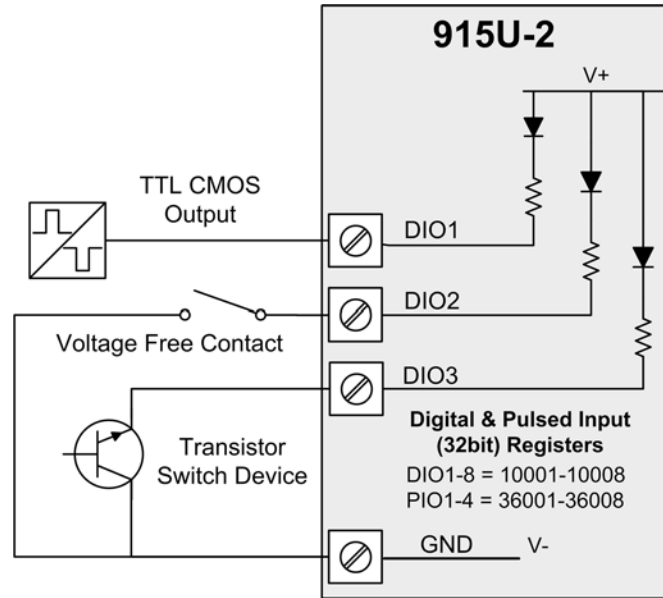 915U-2
V+
TTL CMOS
Output
DIO1
DIO2
Voltage Free Contact
DIO3
Transistor
Switch Device
Digital & Pulsed Input
(32bit) Registers
DIO1-8 = 10001-10008
PIO1-4 = 36001-36008
GND
V-